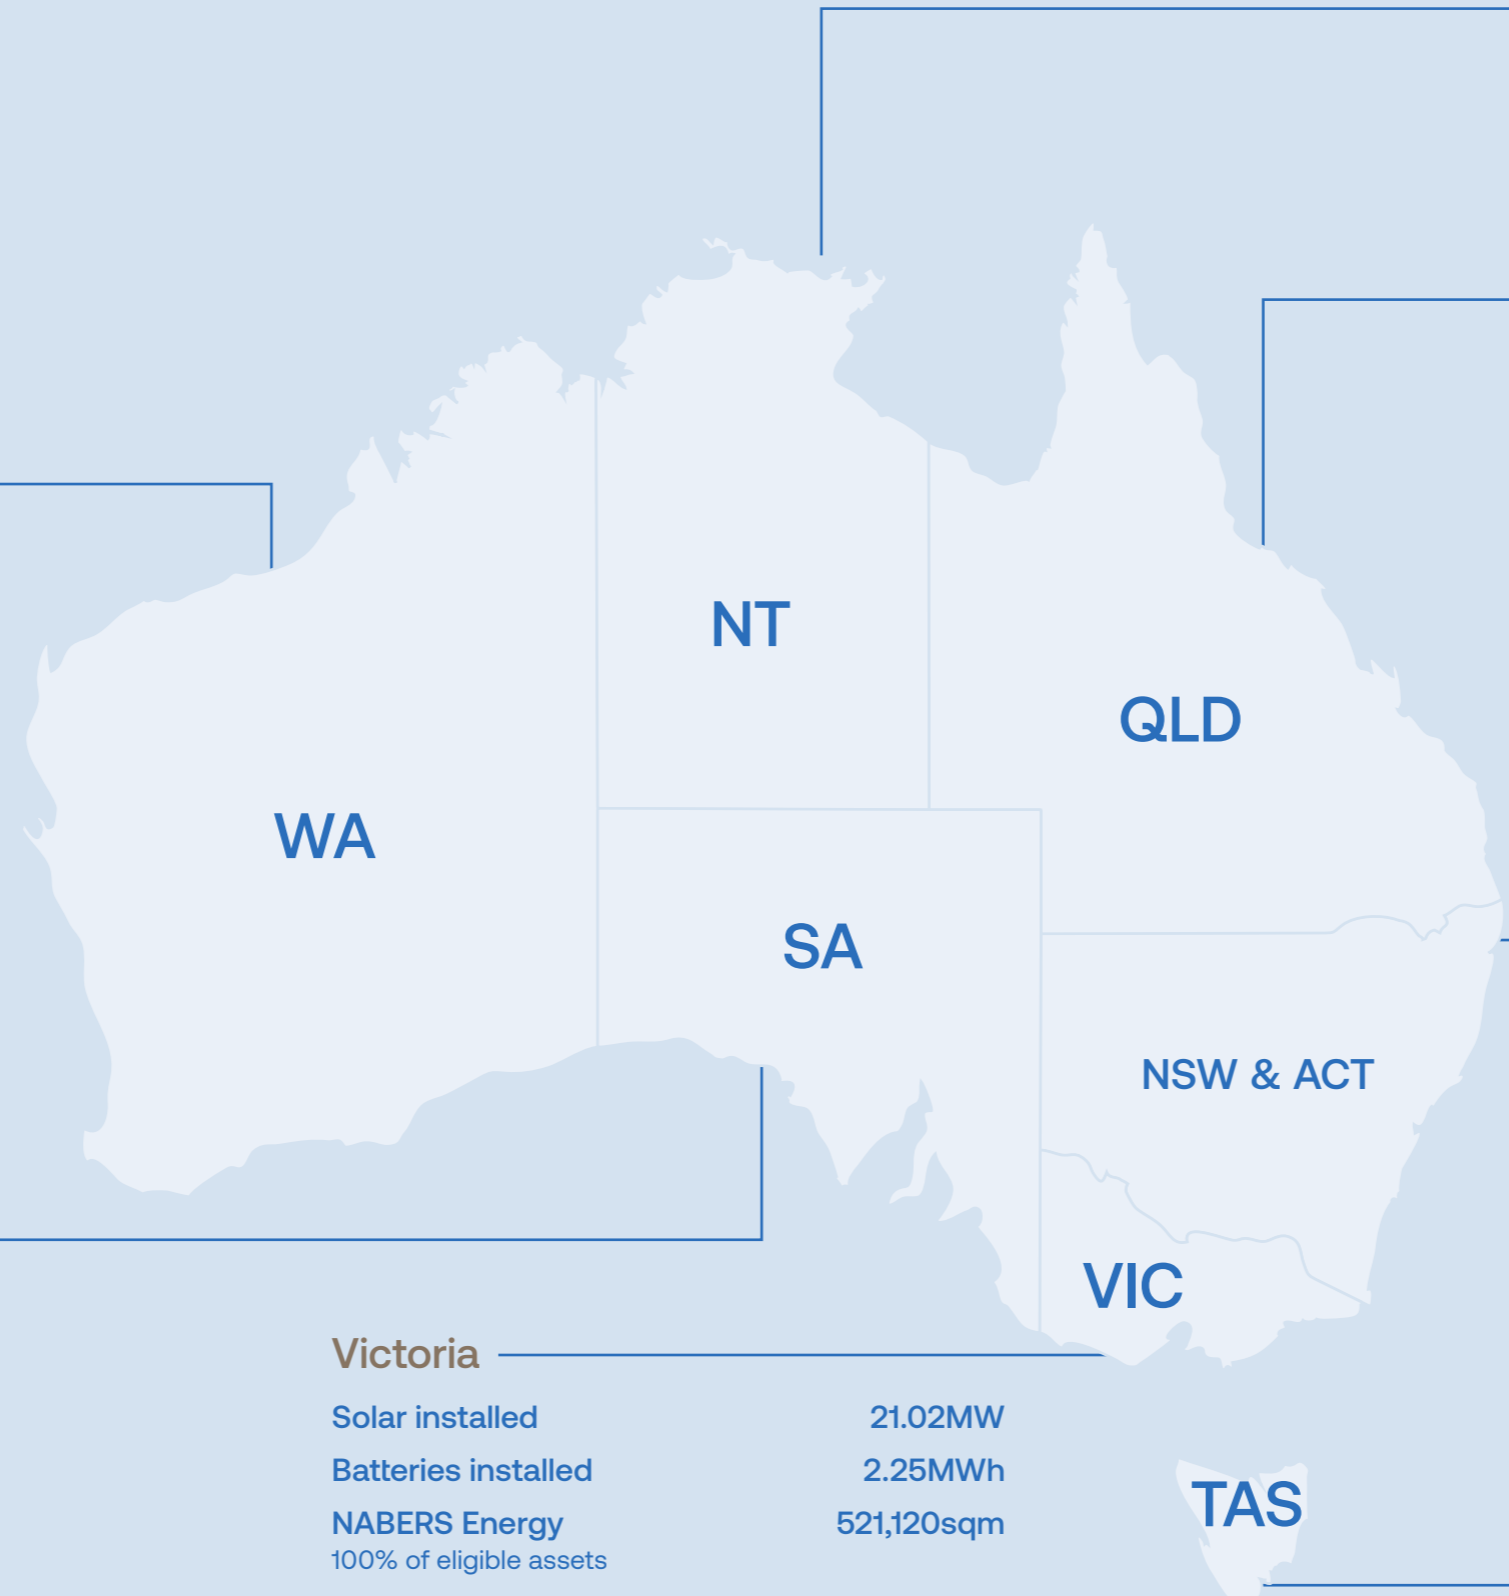 NT
QLD
WA
SA
NSW & ACT
VIC
Victoria
Solar installed 21.02MW
Batteries installed 2.25MWh
NABERS Energy 521,120sqm
100% of eligible assets
TAS